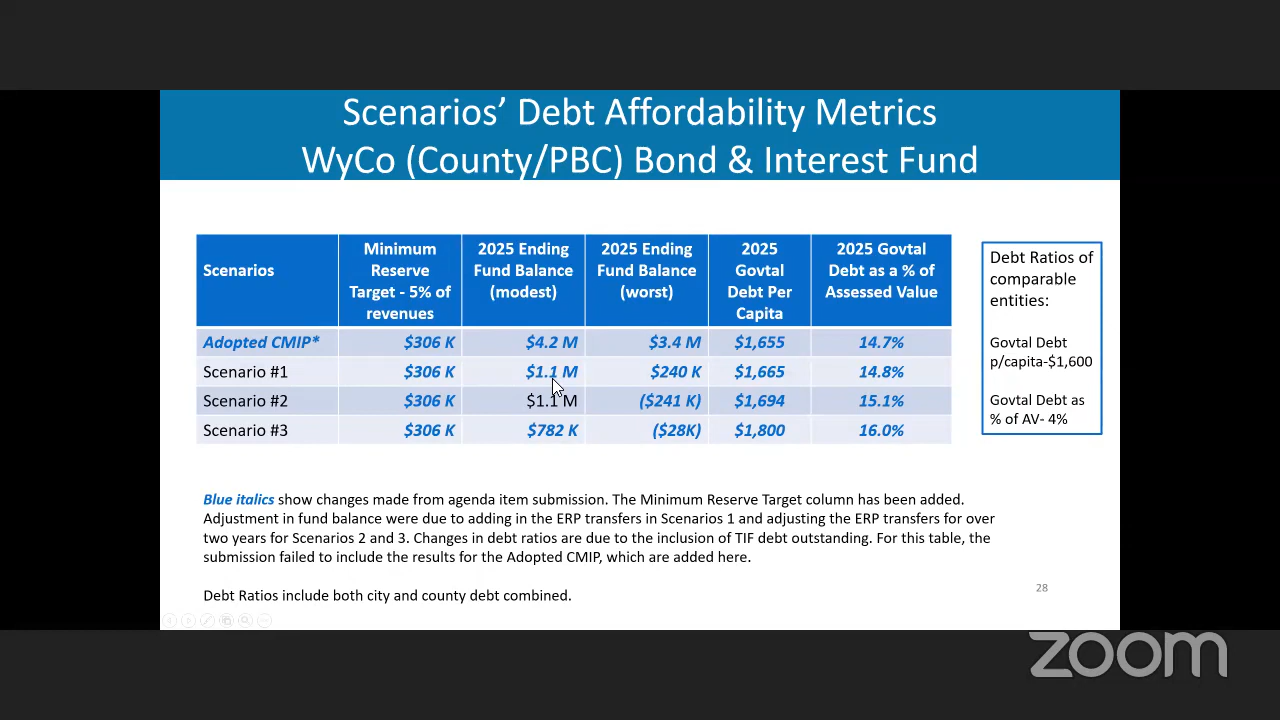 Scenarios’ Debt Affordability Metrics
WyCo (County/PBC) Bond & Interest Fund
Scenarios
Minimum
Reserve
Target - 5% of
revenues
2025 Ending
Fund Balance
(modest)
2025 Ending
Fund Balance
(worst)
2025
Govtal
Debt Per
Capita
2025 Govtal
Debt as a % of
Assessed Value
Adopted CMIP* $306 K $4.2 M $3.4 M $1,655 14.7%
Scenario #1 $306 K $1.1 M $240 K $1,665 14.8%
Scenario #2 $306 K $1.1 M ($241 K) $1,694 15.1%
Scenario #3 $306 K $782 K ($28K) $1,800 16.0%
Debt Ratios of
comparable
entities:
Govtal Debt
p/capita-$1,600
Govtal Debt as
% of AV- 4%
Blue italics show changes made from agenda item submission. The Minimum Reserve Target column has been added.
Adjustment in fund balance were due to adding in the ERP transfers in Scenarios 1 and adjusting the ERP transfers for over
two years for Scenarios 2 and 3. Changes in debt ratios are due to the inclusion of TIF debt outstanding. For this table, the
submission failed to include the results for the Adopted CMIP, which are added here.
Debt Ratios include both city and county debt combined.
28
zoom